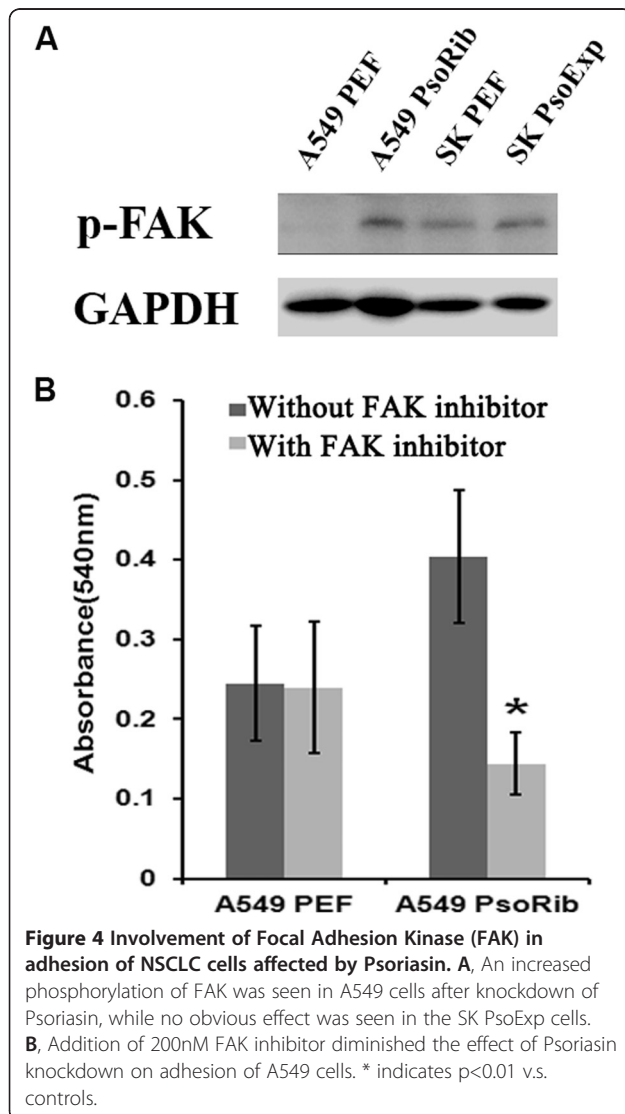 A
A549 PEF
A549 PsoRib
SK PEF
SK PsoExp
p-FAK
GAPDH
B
0.6
0.5
0.4
0.3
0.2
0.1
0
Absorbance(540nm)
Without FAK inhibitor
With FAK inhibitor
*
A549 PEF
A549 PsoRib
Figure 4 Involvement of Focal Adhesion Kinase (FAK) in
adhesion of NSCLC cells affected by Psoriasin. A, An increased
phosphorylation of FAK was seen in A549 cells after knockdown of
Psoriasin, while no obvious effect was seen in the SK PsoExp cells.
B, Addition of 200nM FAK inhibitor diminished the effect of Psoriasin
knockdown on adhesion of A549 cells. * indicates p<0.01 v.s.
controls.